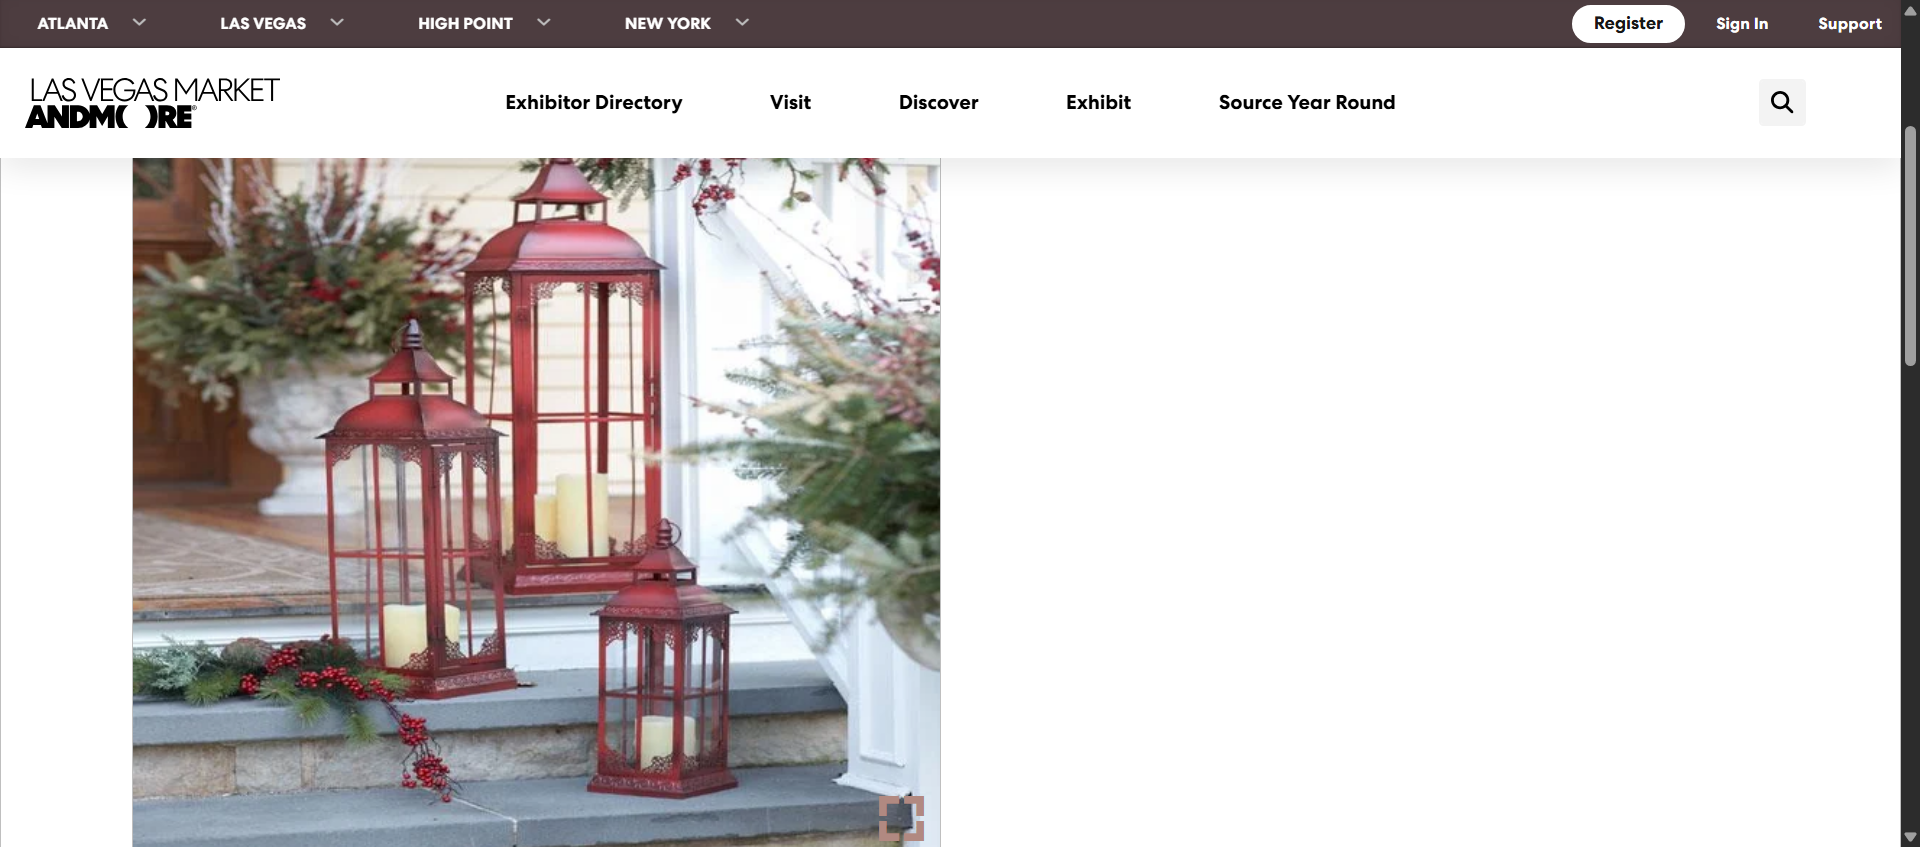 ATLANTA
LAS VEGAS
HIGH POINT
NEW YORK
Register
Sign In
Support
LAS VEGAS MARKET
ANDMORE®
Exhibitor Directory
Visit
Discover
Exhibit
Source Year Round